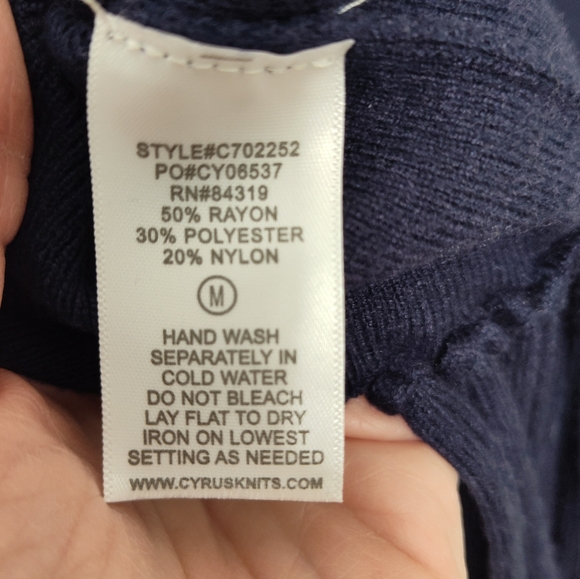 STYLE#C702252
PO#CY06537
RN#84319
50% RAYON
30% POLYESTER
20% NYLON
M
HAND WASH
SEPARATELY IN
COLD WATER
DO NOT BLEACH
LAY FLAT TO DRY
IRON ON LOWEST
SETTING AS NEEDED
WWW.CYRUSKNITS.COM